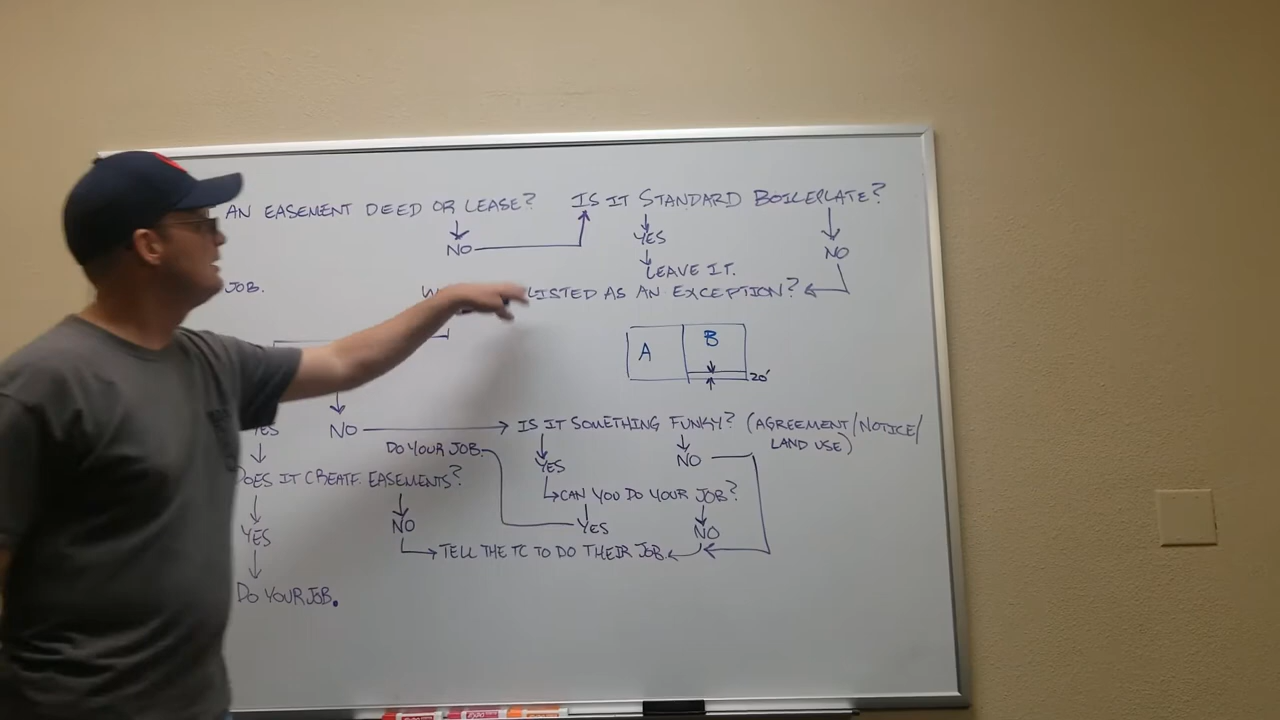 AN EASEMENT DEED OR LEASE? IS IT STANDARD BOILERPLATE?
NO YES NO
LEAVE IT.
JOB. LISTED AS AN EXCEPTION?
A B
20'
YES NO IS IT SOMETHING FUNKY? (AGREEMENT/NOTICE/
LAND USE)
DO YOUR JOB. YES NO
DOES IT CREATE EASEMENTS? CAN YOU DO YOUR JOB?
YES NO YES NO
TELL THE TC TO DO THEIR JOB.
DO YOUR JOB.